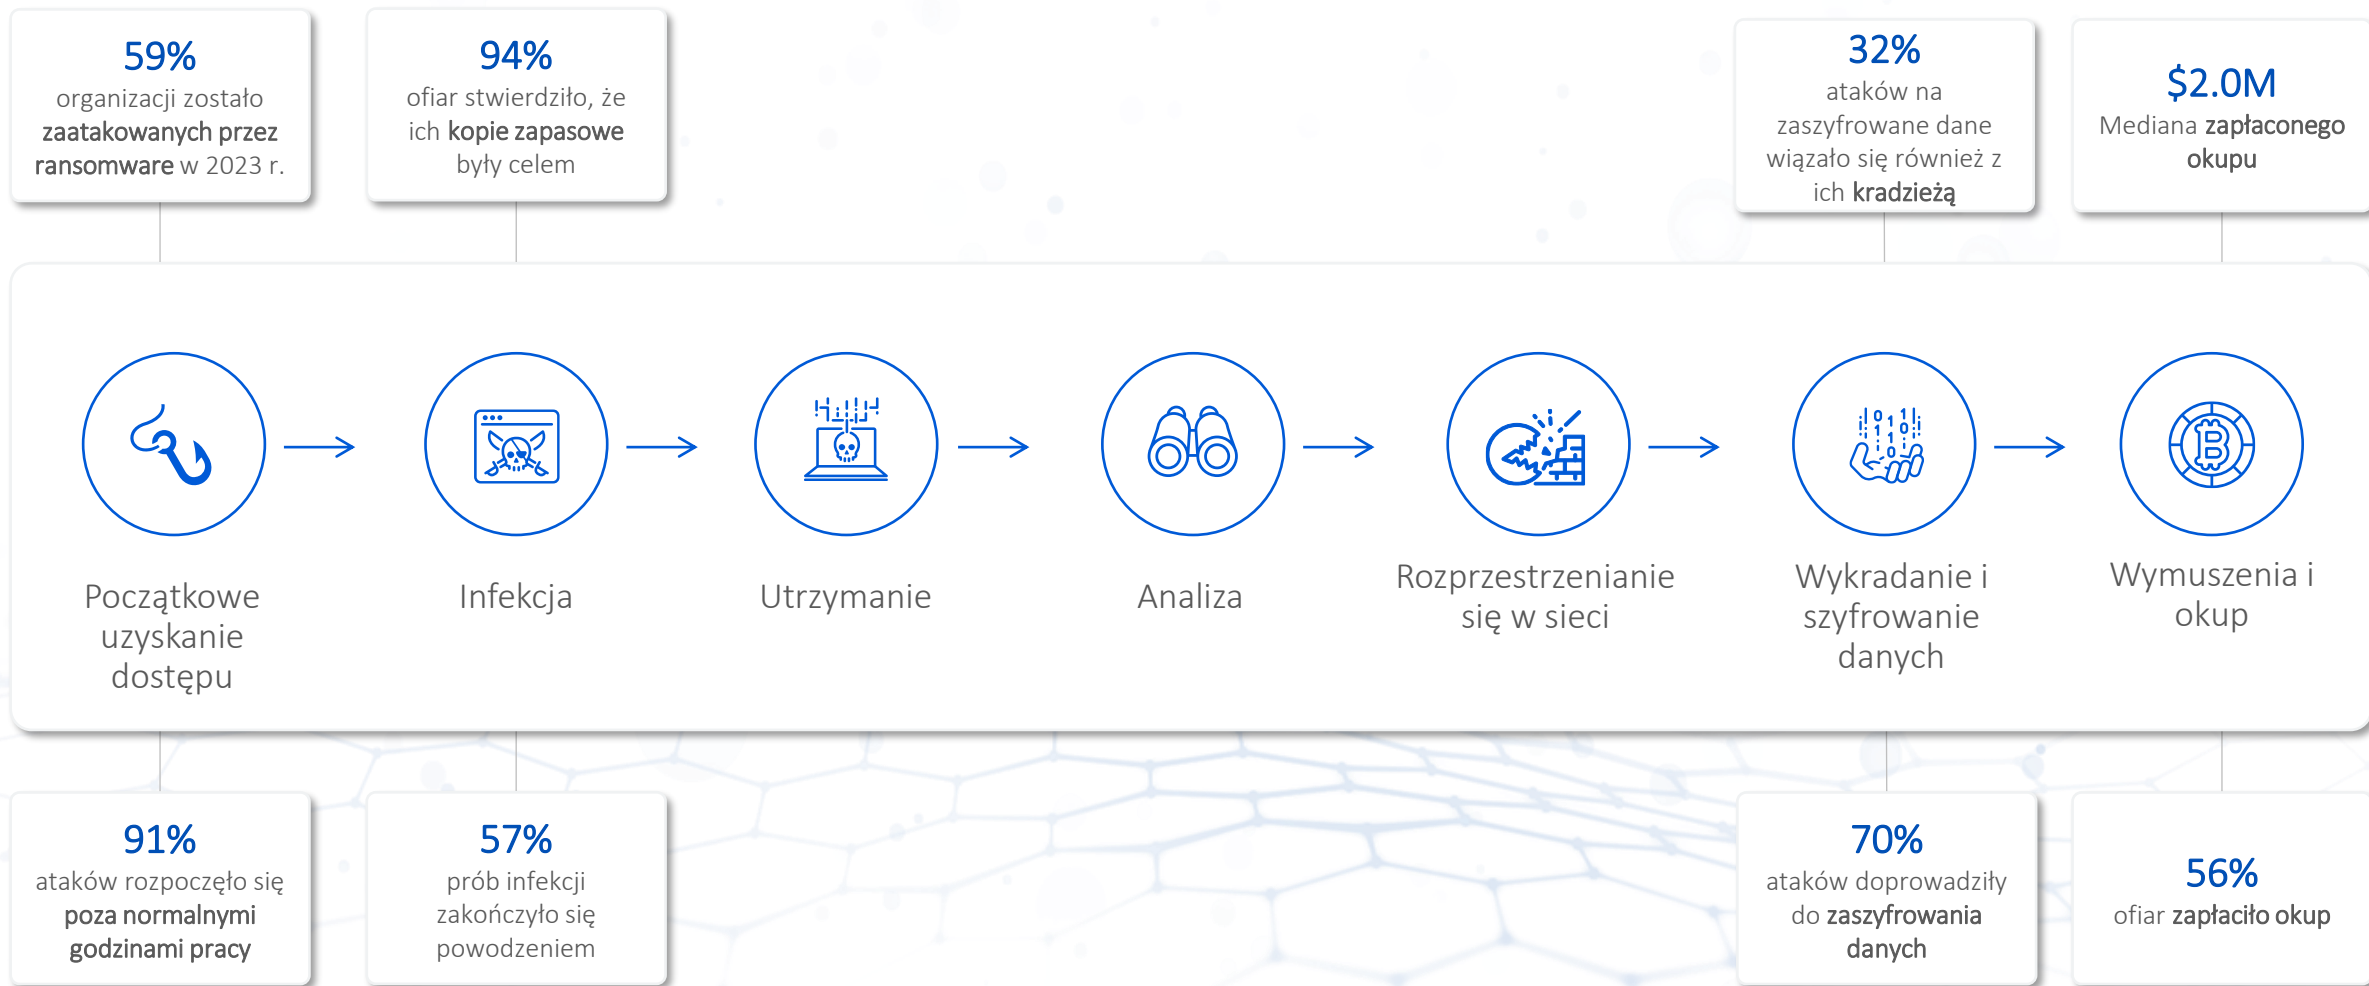 59%
organizacji zostało
zaatakowanych przez
ransomware w 2023 r.
94%
ofiar stwierdziło, że
ich kopie zapasowe
były celem
32%
ataków na
zaszyfrowane dane
wiązało się również z
ich kradzieżą
$2.0M
Mediana zapłaconego
okupu
Początkowe
uzyskanie
dostępu
Infekcja
Utrzymanie
Analiza
Rozprzestrzenianie
się w sieci
Wykradanie i
szyfrowanie
danych
Wymuszenia i
okup
91%
ataków rozpoczęło się
poza normalnymi
godzinami pracy
57%
prób infekcji
zakończyło się
powodzeniem
70%
ataków doprowadziły
do zaszyfrowania
danych
56%
ofiar zapłaciło okup